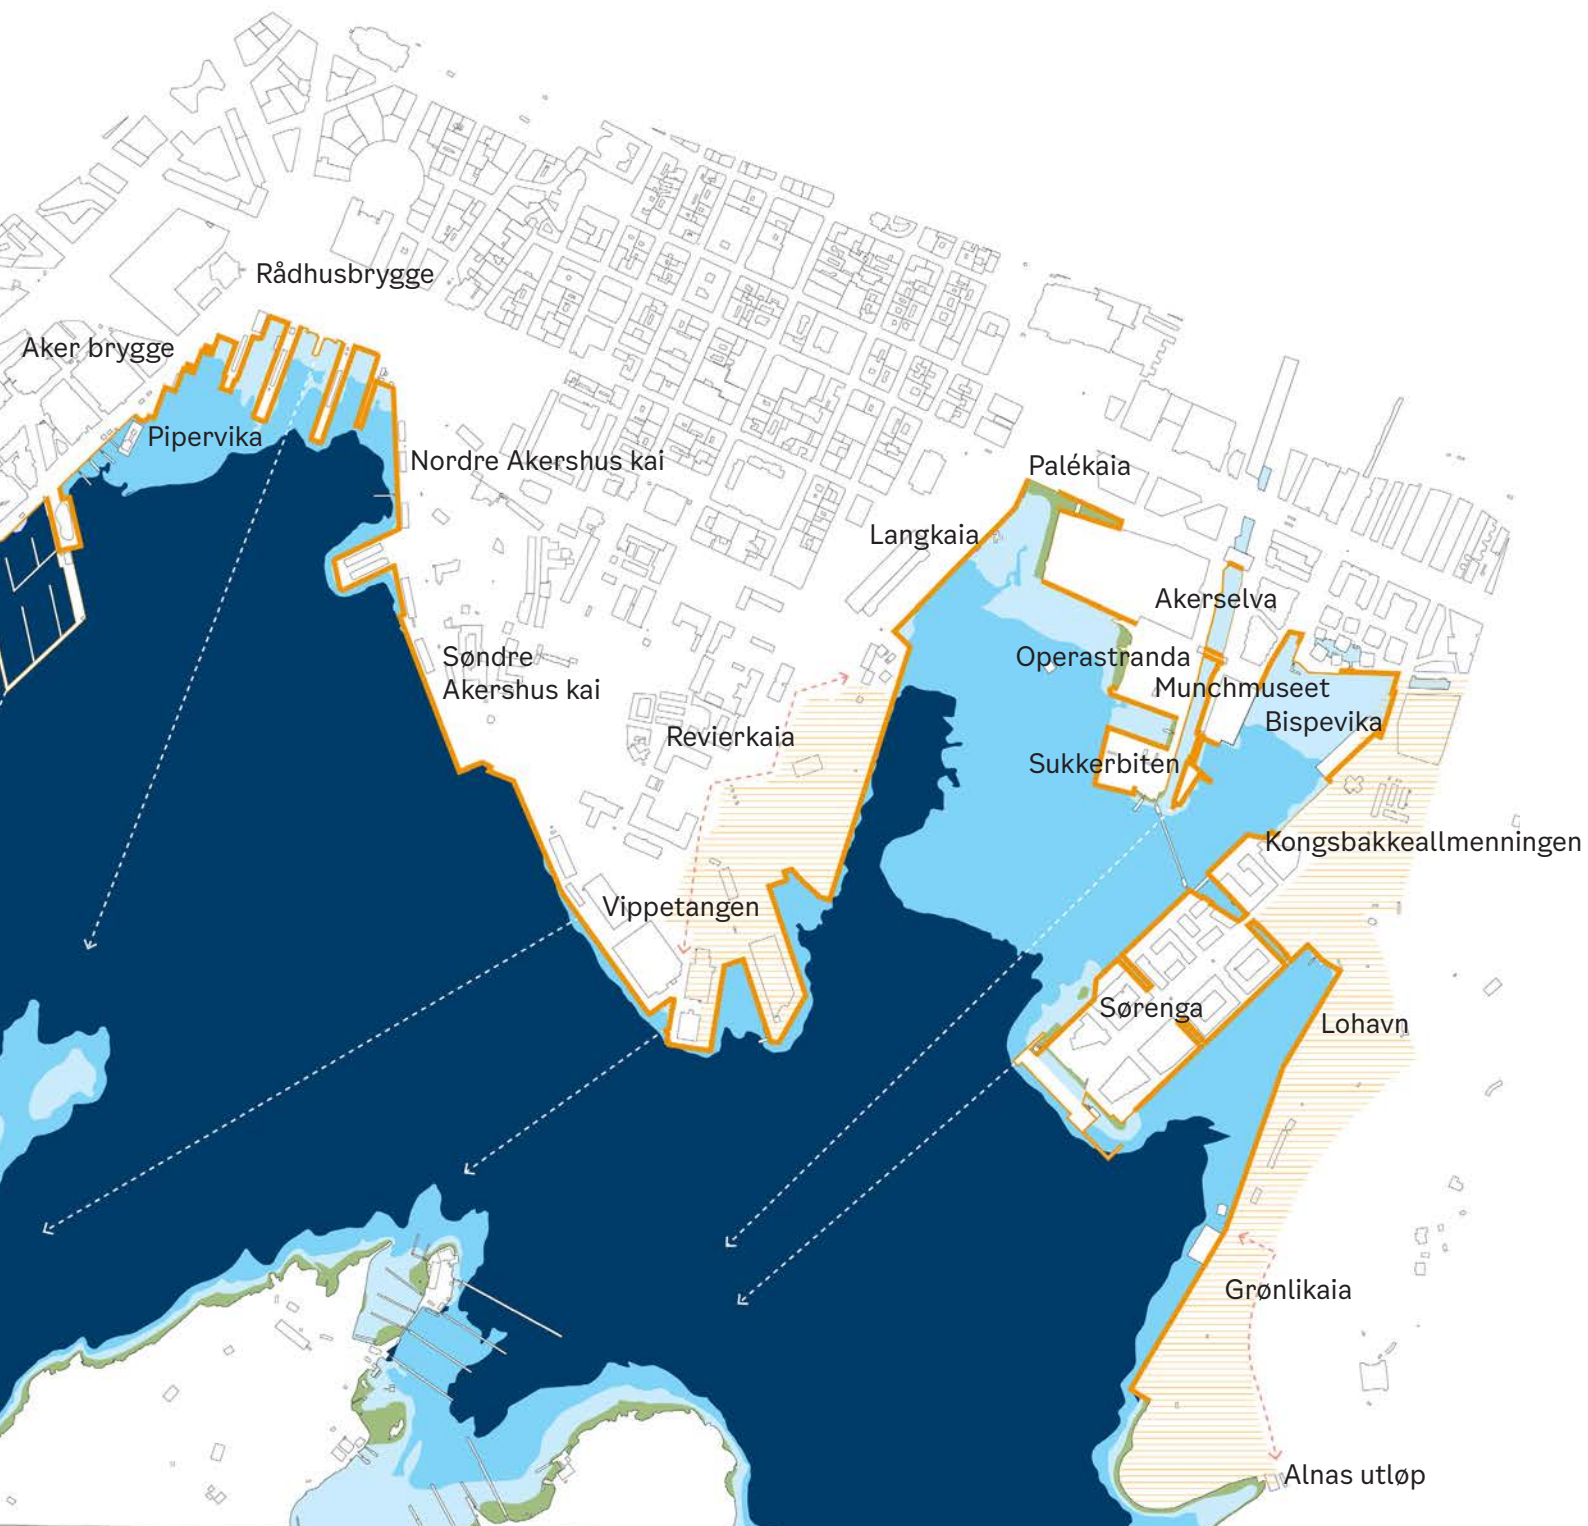 Rådhusbrygge
Aker brygge
Pipervika
Nordre Akershus kai
Palékaia
Langkaia
Akerselva
Søndre
Akershus kai
Operastranda
Munchmuseet
Bispevika
Revierkaia
Sukkerbiten
Kongsbakkeallmenningen
Vippetangen
Sørenga
Lohavn
Grønlikaia
Alnas utløp